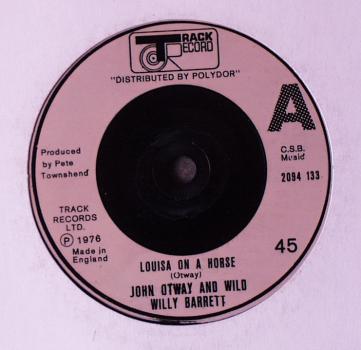 TRACK
RECORD
"DISTRIBUTED BY POLYDOR"
A
Produced
by Pete
Townshend
C.S.B.
Music
2094 133
TRACK
RECORDS
LTD.
Ⓟ 1976
Made in
England
45
LOUISA ON A HORSE
(Otway)
JOHN OTWAY AND WILD
WILLY BARRETT